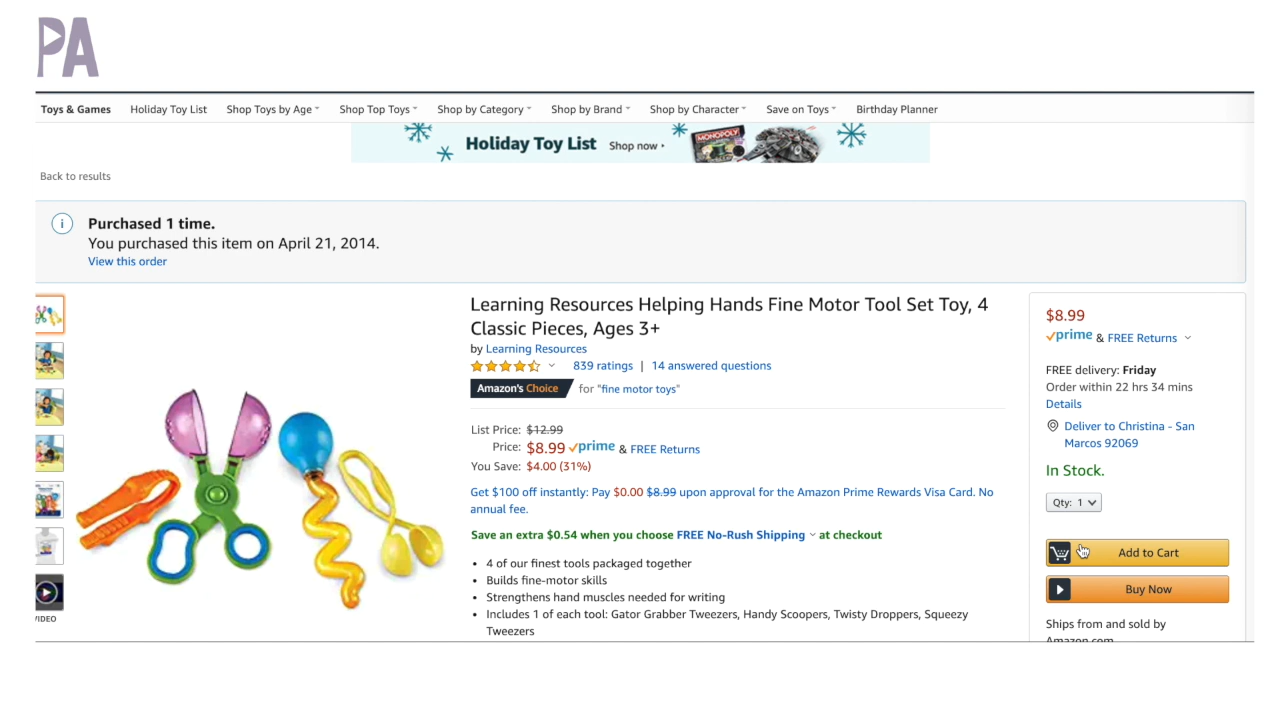 PA
Toys & Games Holiday Toy List Shop Toys by Age Shop Top Toys Shop by Category Shop by Brand Shop by Character Save on Toys Birthday Planner
Holiday Toy List Shop now
MONOPOLY
Back to results
i
Purchased 1 time.
You purchased this item on April 21, 2014.
View this order
Learning Resources Helping Hands Fine Motor Tool Set Toy, 4
Classic Pieces, Ages 3+
by Learning Resources
839 ratings | 14 answered questions
Amazon's Choice for "fine motor toys"
List Price: $12.99
Price: $8.99 prime & FREE Returns
You Save: $4.00 (31%)
Get $100 off instantly: Pay $0.00 $8.99 upon approval for the Amazon Prime Rewards Visa Card. No
annual fee.
Save an extra $0.54 when you choose FREE No-Rush Shipping at checkout
• 4 of our finest tools packaged together
• Builds fine-motor skills
• Strengthens hand muscles needed for writing
• Includes 1 of each tool: Gator Grabber Tweezers, Handy Scoopers, Twisty Droppers, Squeezy
Tweezers
VIDEO
$8.99
prime & FREE Returns
FREE delivery: Friday
Order within 22 hrs 34 mins
Details
Deliver to Christina - San
Marcos 92069
In Stock.
Qty: 1
Add to Cart
Buy Now
Ships from and sold by
Amazon.com